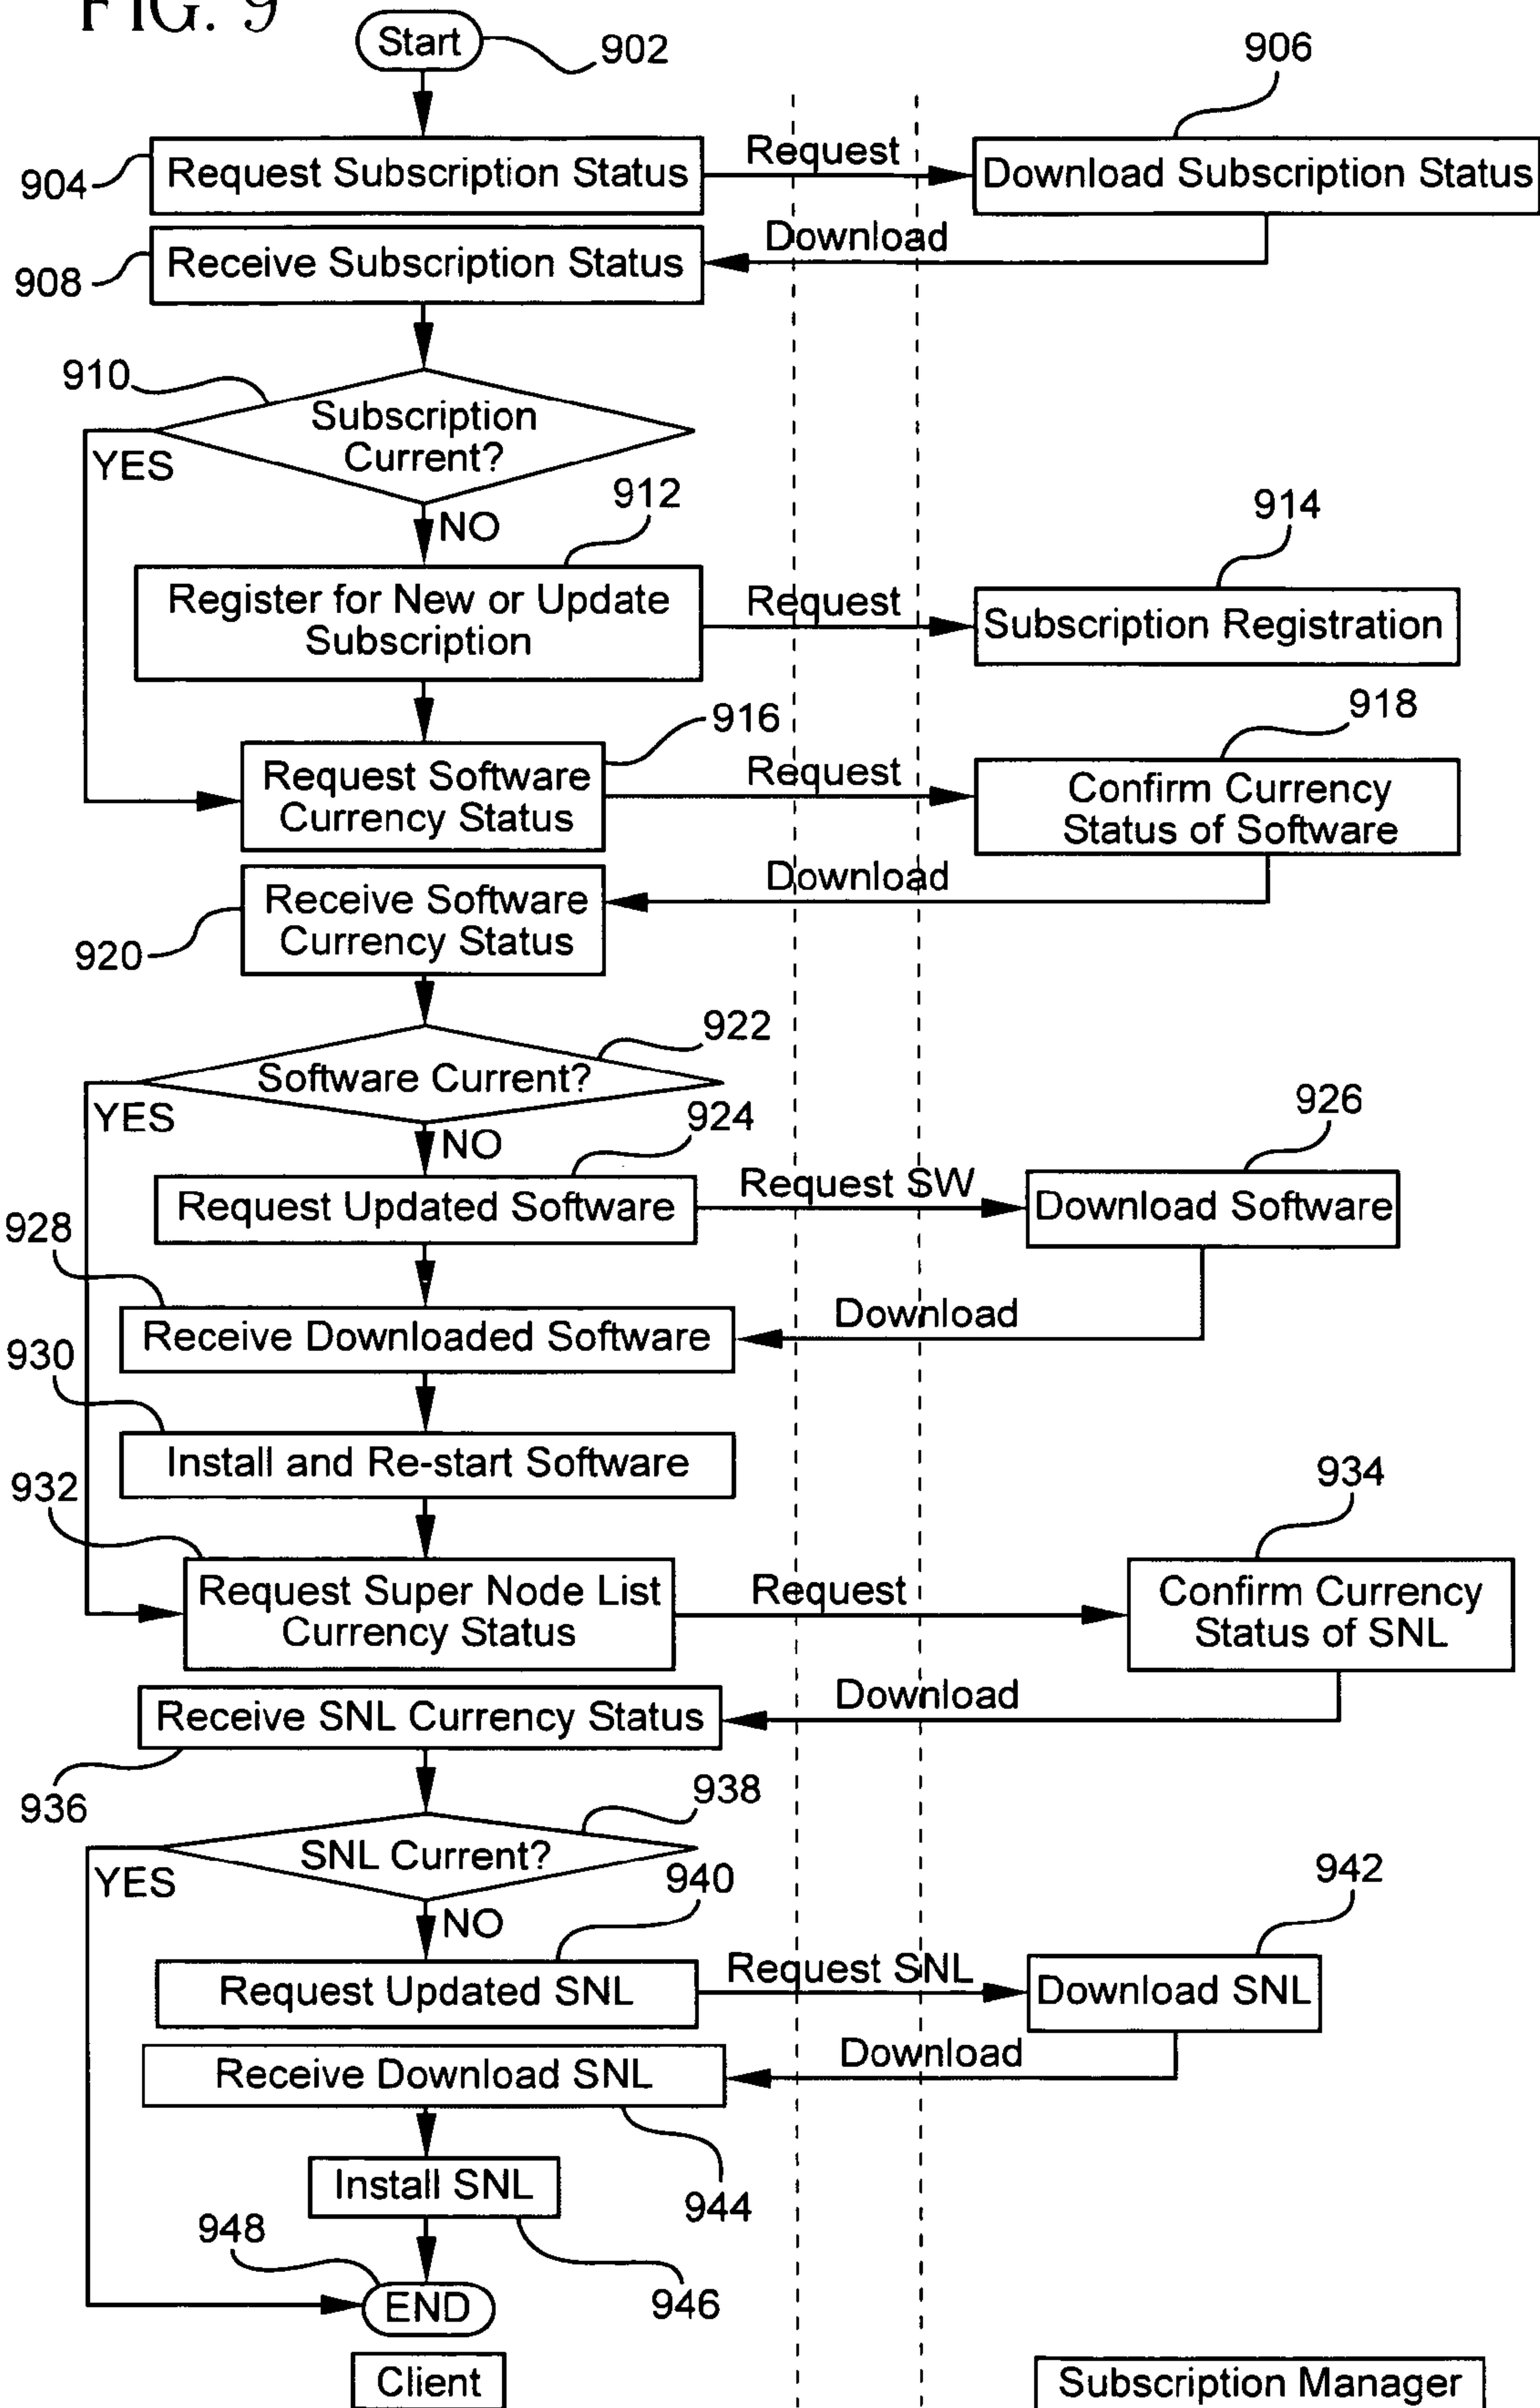 FIG. 9
Start
902
906
904
Request Subscription Status
Request
Download Subscription Status
908
Receive Subscription Status
Download
910
Subscription
Current?
YES
NO
912
914
Register for New or Update
Subscription
Request
Subscription Registration
916
918
Request Software
Currency Status
Request
Confirm Currency
Status of Software
Download
Receive Software
Currency Status
920
922
Software Current?
YES
NO
924
926
Request Updated Software
Request SW
Download Software
928
Receive Downloaded Software
Download
930
Install and Re-start Software
932
934
Request Super Node List
Currency Status
Request
Confirm Currency
Status of SNL
Receive SNL Currency Status
Download
936
938
SNL Current?
YES
NO
940
942
Request Updated SNL
Request SNL
Download SNL
Receive Download SNL
Download
944
Install SNL
946
948
END
Client
Subscription Manager